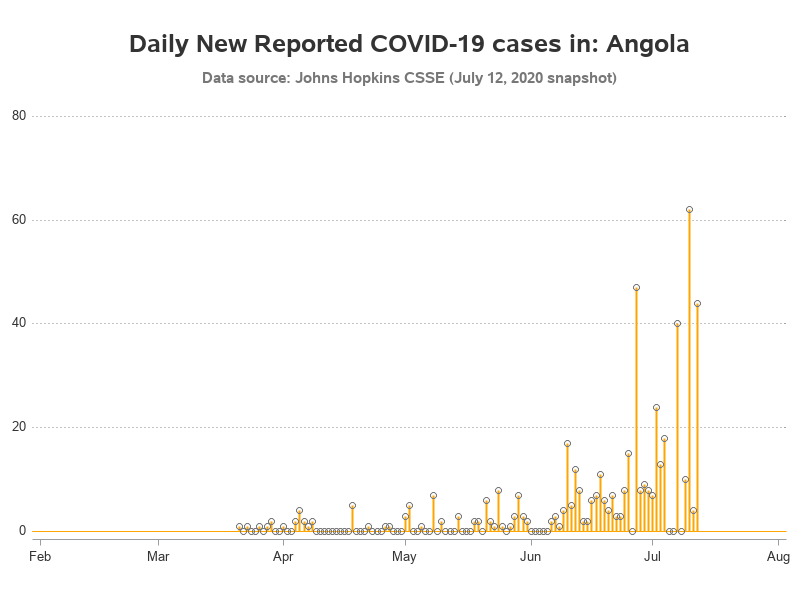 Daily New Reported COVID-19 cases in: Angola
Data source: Johns Hopkins CSSE (July 12, 2020 snapshot)
80
60
40
20
0
Feb Mar Apr May Jun Jul Aug